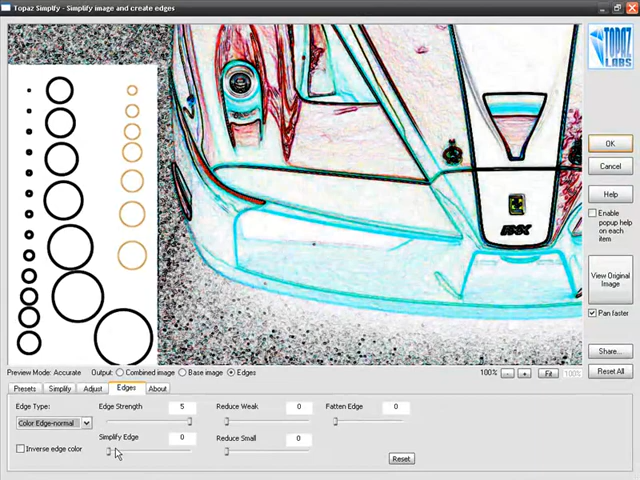 Topaz Simplify - Simplify image and create edges
TOPAZ
LABS
OK
Cancel
Help
Enable
popup help
on each
item
View Original
Image
Pan faster
Share...
Reset All
Preview Mode: Accurate Output: Combined image Base image Edges 100% - + Fit 100%
Presets Simplify Adjust Edges About
Edge Type: Edge Strength 5 Reduce Weak 0 Fatten Edge 0
Color Edge-normal
Simplify Edge 0 Reduce Small 0
Inverse edge color
Reset